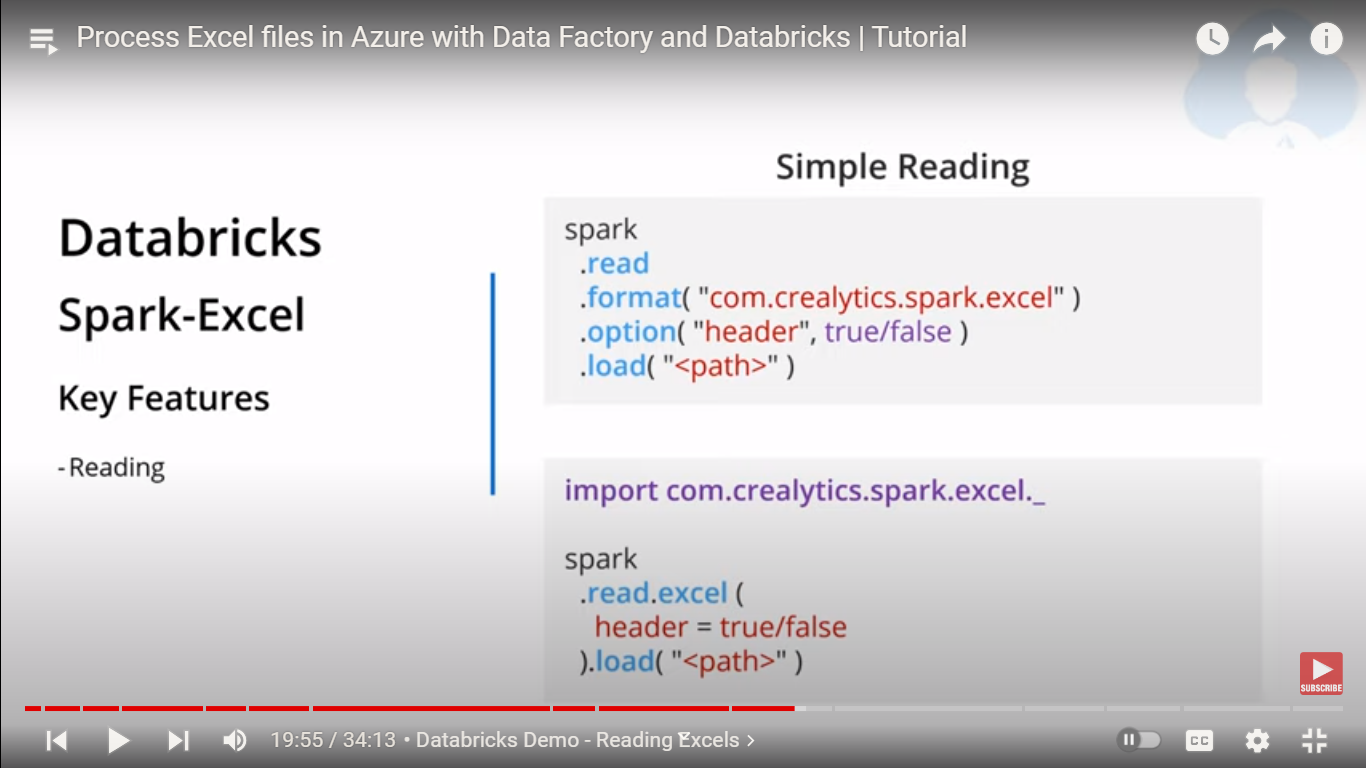 Process Excel files in Azure with Data Factory and Databricks | Tutorial
Simple Reading
Databricks
Spark-Excel
Key Features
- Reading
spark
.read
.format( "com.crealytics.spark.excel" )
.option( "header", true/false )
.load( "<path>" )
import com.crealytics.spark.excel._
spark
.read.excel (
header = true/false
).load( "<path>" )
SUBSCRIBE
19:55 / 34:13 • Databricks Demo - Reading Excels >
CC